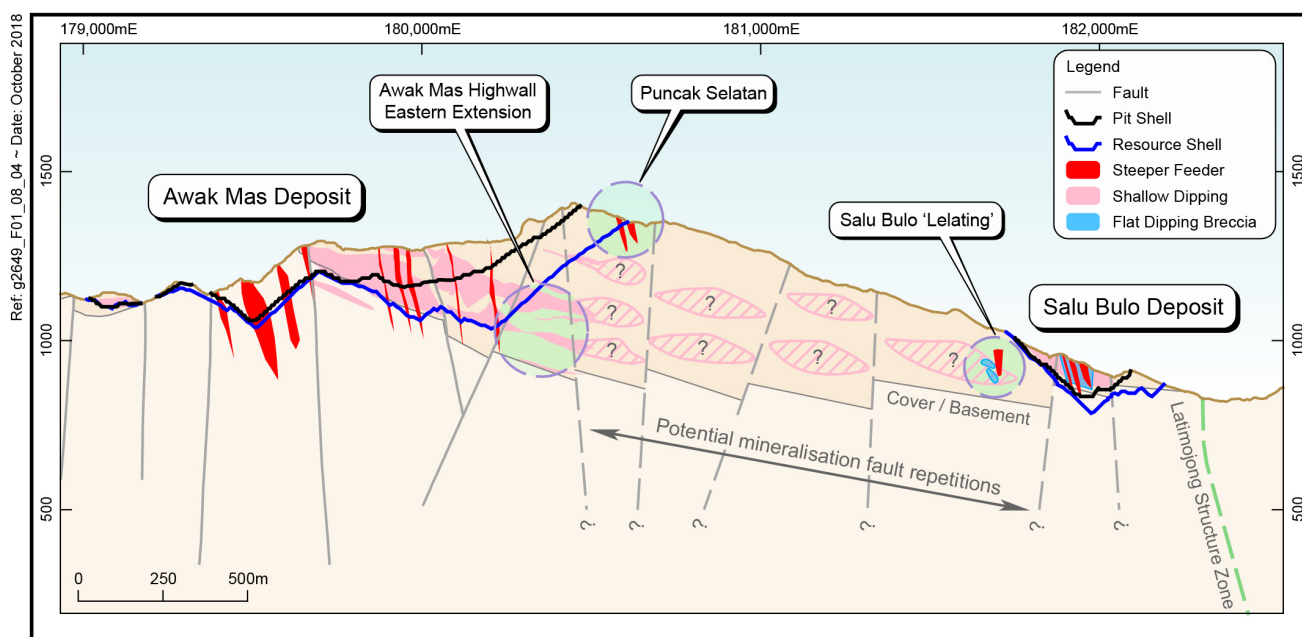 Ref: g2649_F01_08_04 ~ Date: October 2018
179,000mE
180,000mE
181,000mE
182,000mE
Legend
Fault
Pit Shell
Resource Shell
Steeper Feeder
Shallow Dipping
Flat Dipping Breccia
Awak Mas Highwall
Eastern Extension
Puncak Selatan
1500
1500
Awak Mas Deposit
Salu Bulo ‘Lelating’
Salu Bulo Deposit
?
?
?
?
1000
1000
?
?
?
?
Cover / Basement
Potential mineralisation fault repetitions
Latimojong Structure Zone
500
500
?
?
?
?
?
?
0
250
500m